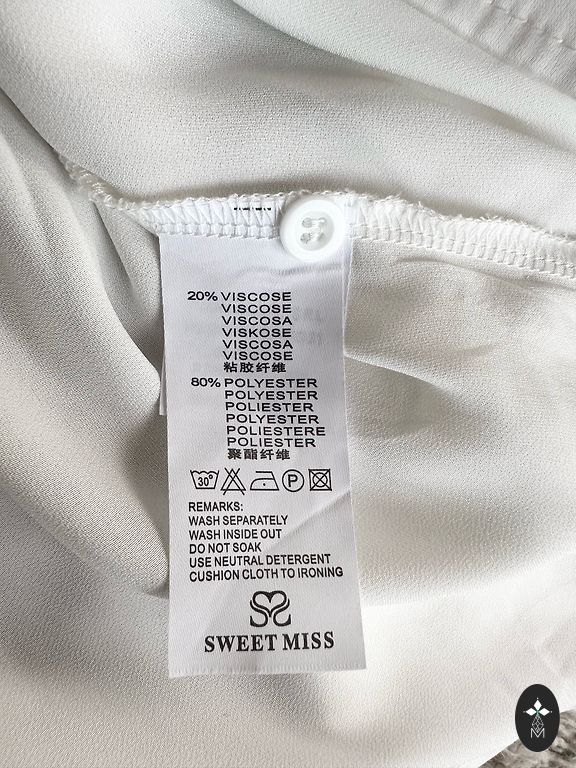 20% VISCOSE
VISCOSE
VISCOSA
VISKOSE
VISCOSA
VISCOSE
粘胶纤维
80% POLYESTER
POLYESTER
POLIESTER
POLYESTER
POLIESTERE
POLIESTER
聚酯纤维
30°
P
REMARKS:
WASH SEPARATELY
WASH INSIDE OUT
DO NOT SOAK
USE NEUTRAL DETERGENT
CUSHION CLOTH TO IRONING
SWEET MISS
M